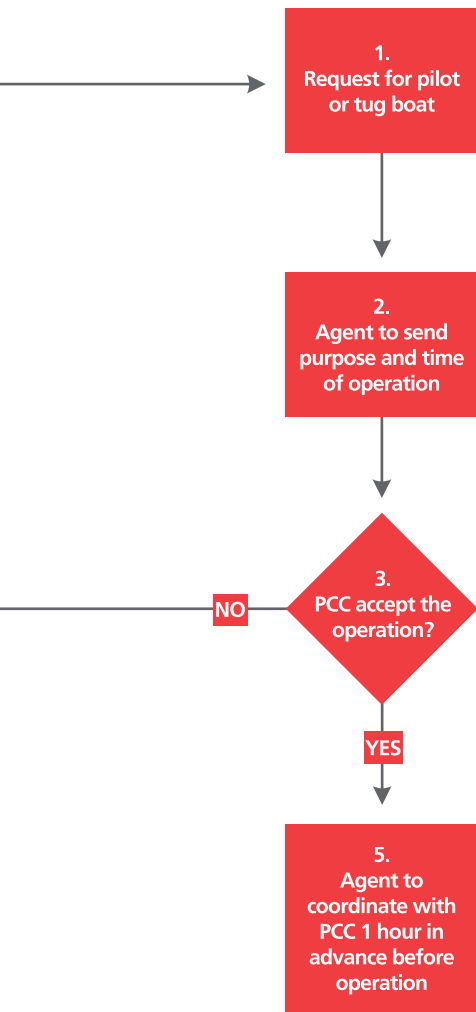 1.
Request for pilot
or tug boat
2.
Agent to send
purpose and time
of operation
3.
PCC accept the
operation?
NO
YES
5.
Agent to
coordinate with
PCC 1 hour in
advance before
operation